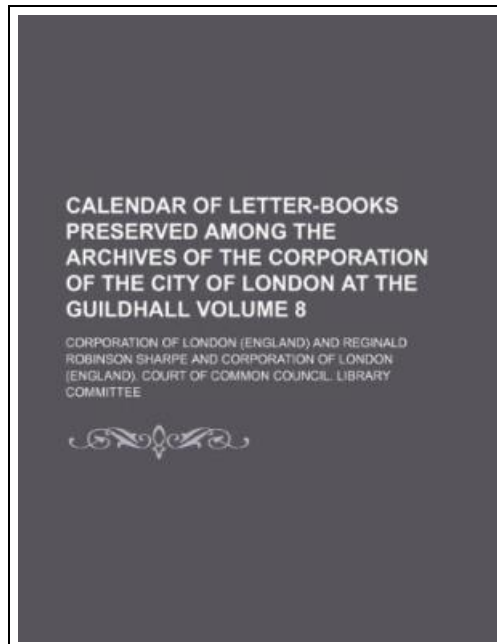 CALENDAR OF LETTER-BOOKS
PRESERVED AMONG THE
ARCHIVES OF THE CORPORATION
OF THE CITY OF LONDON AT THE
GUILDHALL VOLUME 8
CORPORATION OF LONDON (ENGLAND) AND REGINALD
ROBINSON SHARPE AND CORPORATION OF LONDON
(ENGLAND). COURT OF COMMON COUNCIL. LIBRARY
COMMITTEE